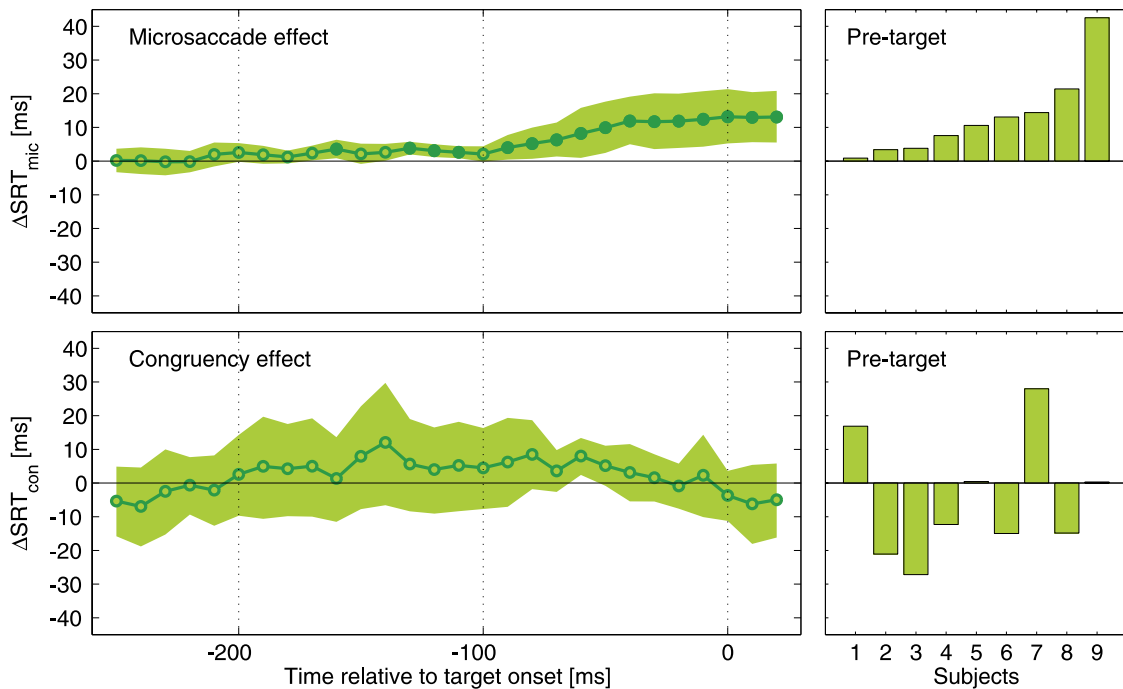 Microsaccade effect
Pre-target
ΔSRT_mic [ms]
40
30
20
10
0
-10
-20
-30
-40
Congruency effect
Pre-target
ΔSRT_con [ms]
40
30
20
10
0
-10
-20
-30
-40
-200
-100
0
1 2 3 4 5 6 7 8 9
Time relative to target onset [ms]
Subjects